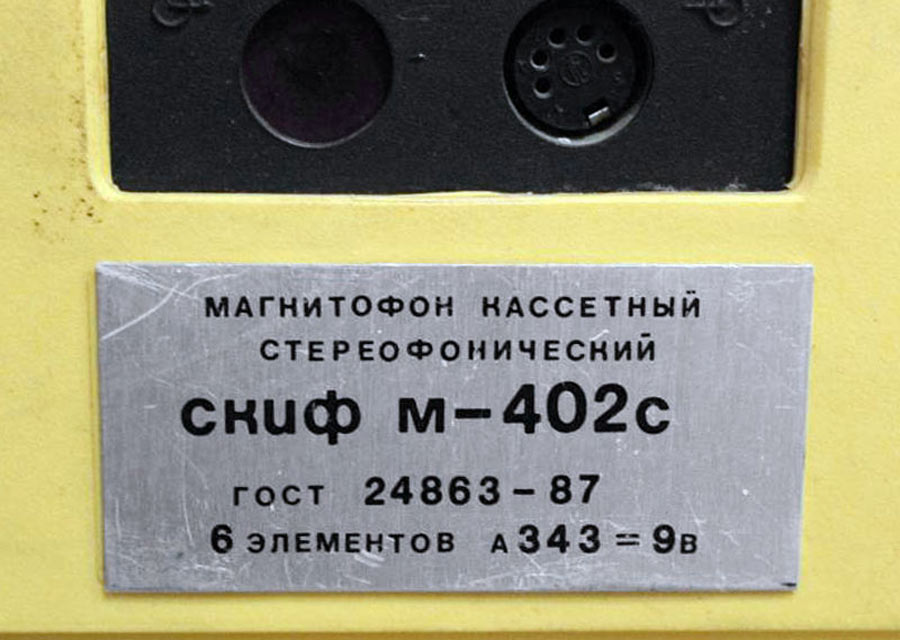 МАГНИТОФОН КАССЕТНЫЙ
СТЕРЕОФОНИЧЕСКИЙ
скиф м-402с
ГОСТ 24863-87
6 ЭЛЕМЕНТОВ А343=9В